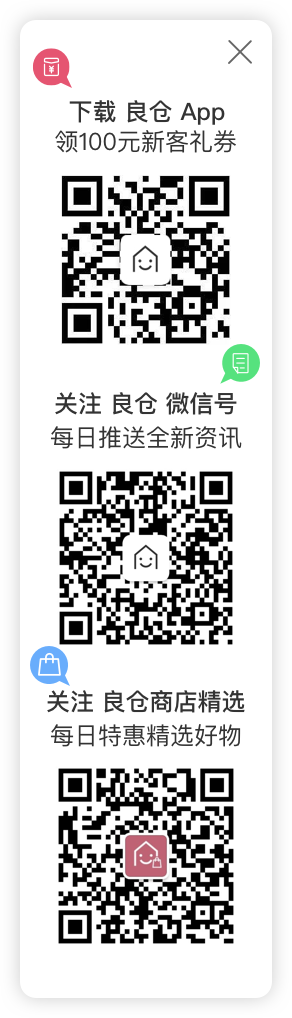 下载 良仓 App
领100元新客礼券
关注 良仓 微信号
每日推送全新资讯
关注 良仓商店精选
每日特惠精选好物